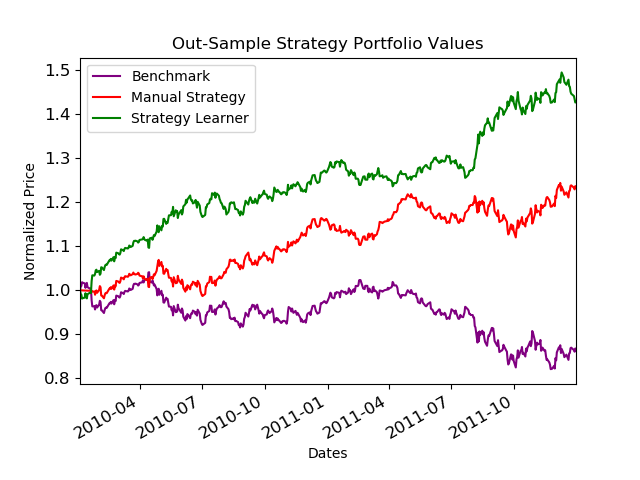 Out-Sample Strategy Portfolio Values
Benchmark
Manual Strategy
Strategy Learner
Normalized Price
1.5
1.4
1.3
1.2
1.1
1.0
0.9
0.8
2010-04
2010-07
2010-10
2011-01
2011-04
2011-07
2011-10
Dates